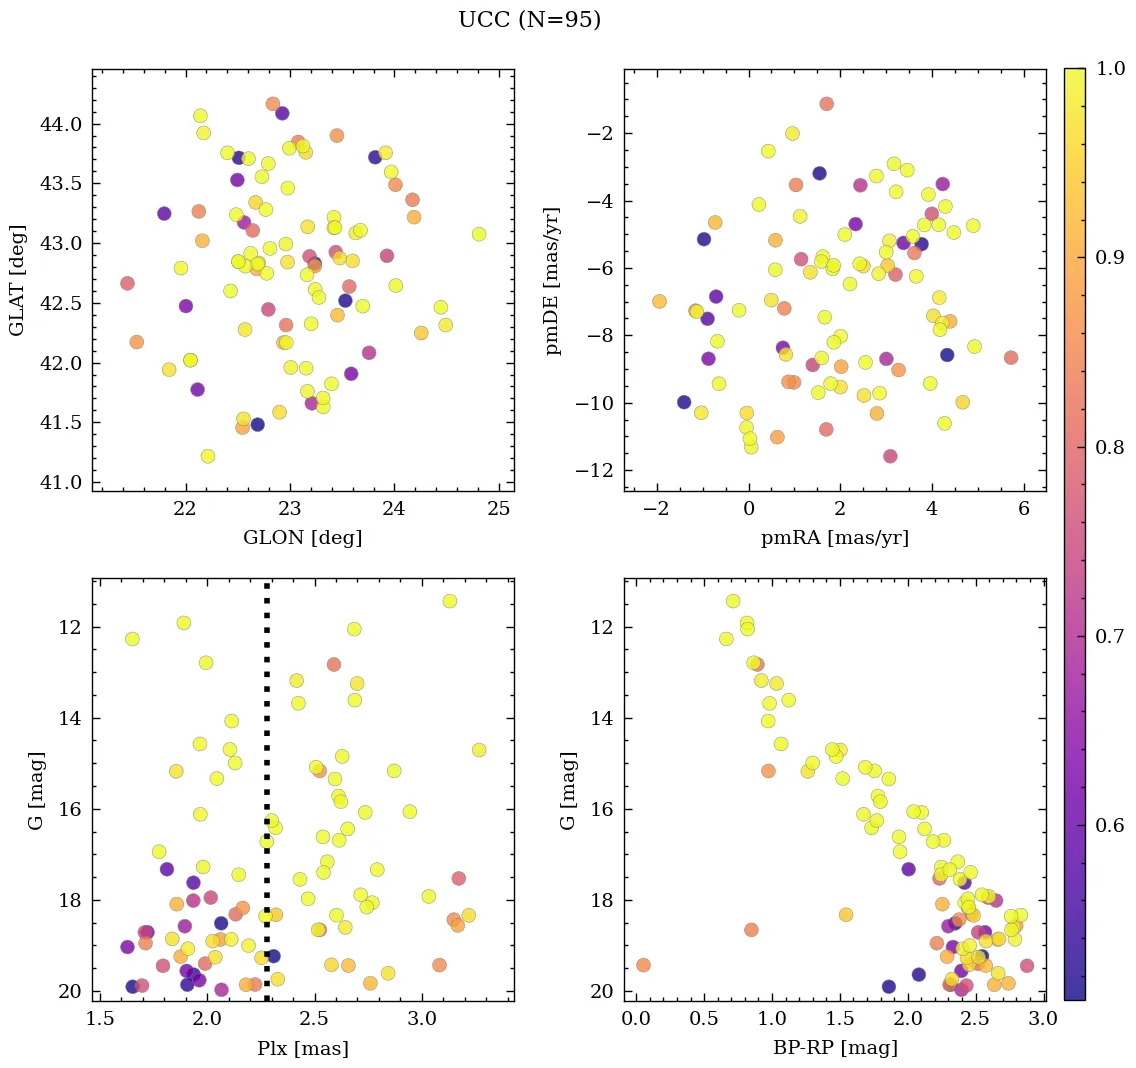 UCC (N=95)
44.0
43.5
43.0
42.5
42.0
41.5
41.0
GLAT [deg]
22 23 24 25
GLON [deg]
−2
−4
−6
−8
−10
−12
pmDE [mas/yr]
−2 0 2 4 6
pmRA [mas/yr]
1.0
0.9
0.8
0.7
0.6
12
14
16
18
20
G [mag]
1.5 2.0 2.5 3.0
Plx [mas]
12
14
16
18
20
G [mag]
0.0 0.5 1.0 1.5 2.0 2.5 3.0
BP-RP [mag]